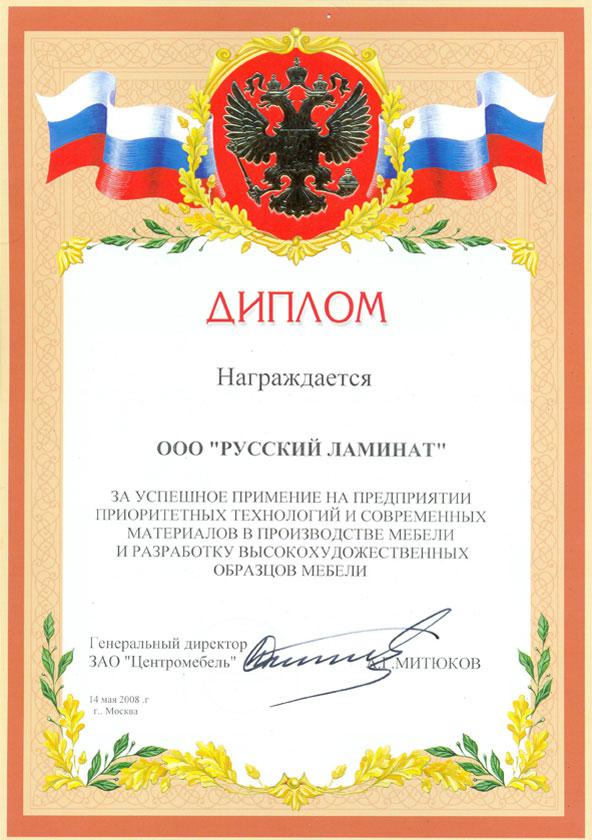 ДИПЛОМ
Награждается
ООО "РУССКИЙ ЛАМИНАТ"
ЗА УСПЕШНОЕ ПРИМЕНИЕ НА ПРЕДПРИЯТИИ
ПРИОРИТЕТНЫХ ТЕХНОЛОГИЙ И СОВРЕМЕННЫХ
МАТЕРИАЛОВ В ПРОИЗВОДСТВЕ МЕБЕЛИ
И РАЗРАБОТКУ ВЫСОКОХУДОЖЕСТВЕННЫХ
ОБРАЗЦОВ МЕБЕЛИ
Генеральный директор
ЗАО "Центромебель" А.Г.МИТЮКОВ
14 мая 2008 .г
г.. Москва